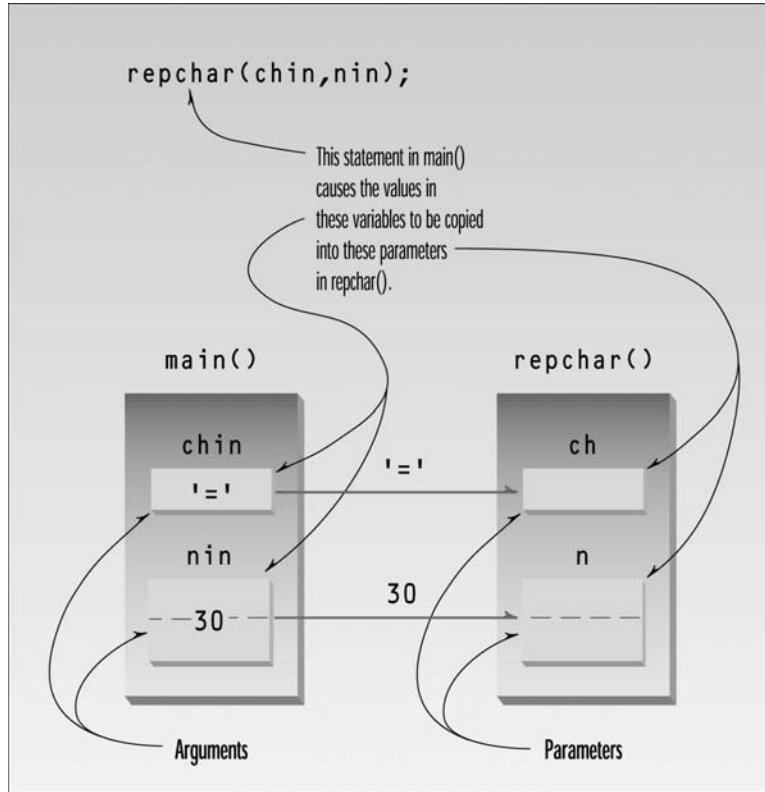 repchar(chin,nin);
This statement in main()
causes the values in
these variables to be copied
into these parameters
in repchar().
main()
repchar()
chin
'='
'='
ch
nin
30
30
n
Arguments
Parameters